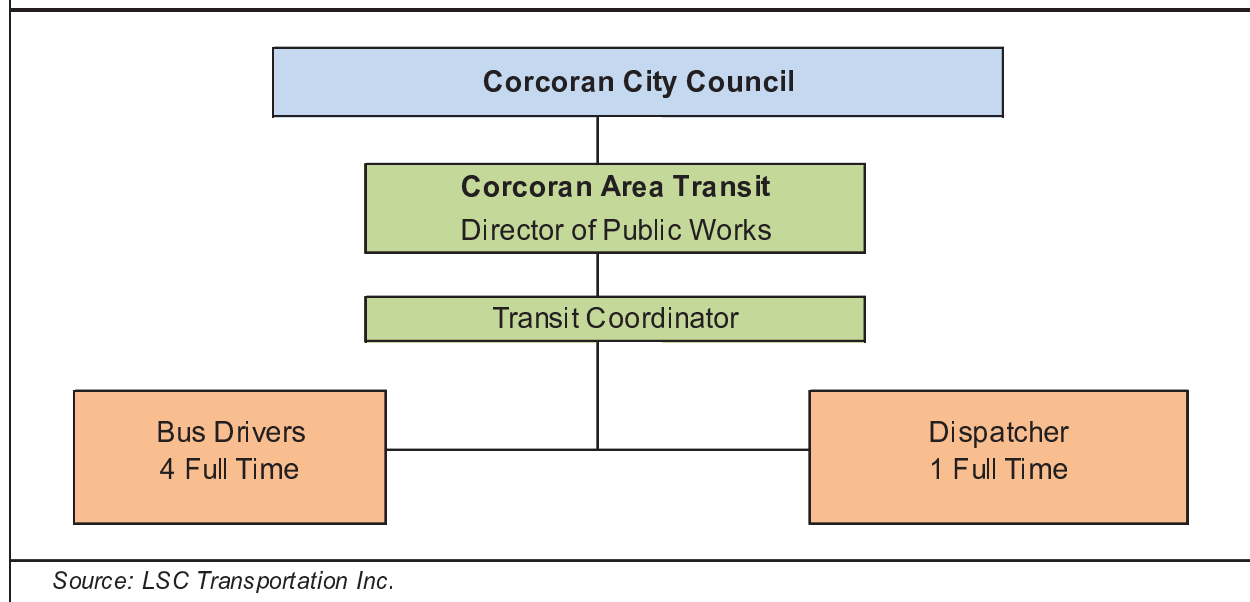 Corcoran City Council
Corcoran Area Transit
Director of Public Works
Transit Coordinator
Bus Drivers
4 Full Time
Dispatcher
1 Full Time
Source: LSC Transportation Inc.